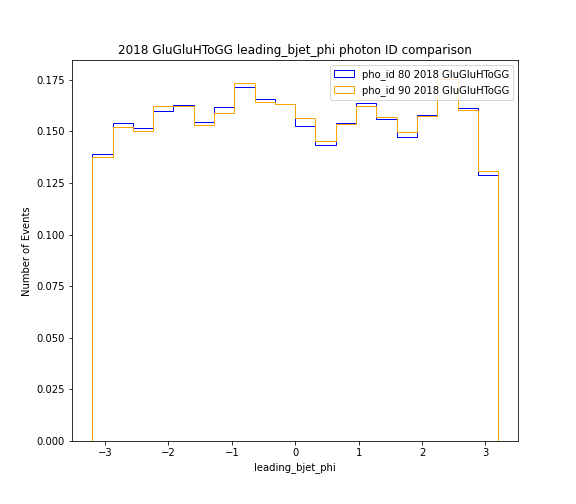 2018 GluGluHToGG leading_bjet_phi photon ID comparison
pho_id 80 2018 GluGluHToGG
pho_id 90 2018 GluGluHToGG
Number of Events
0.175
0.150
0.125
0.100
0.075
0.050
0.025
0.000
−3 −2 −1 0 1 2 3
leading_bjet_phi